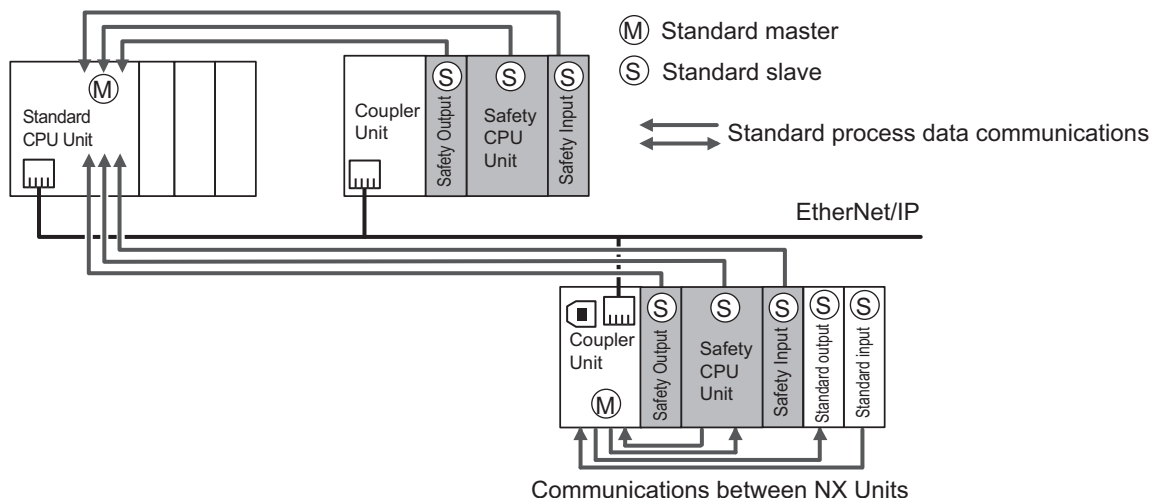 M Standard master
S Standard slave
Standard process data communications
M
Standard
CPU Unit
Coupler
Unit
S
Safety Output
S
Safety
CPU
Unit
S
Safety Input
EtherNet/IP
Coupler
Unit
M
S
Safety Output
S
Safety
CPU
Unit
S
Safety Input
S
Standard output
S
Standard input
Communications between NX Units